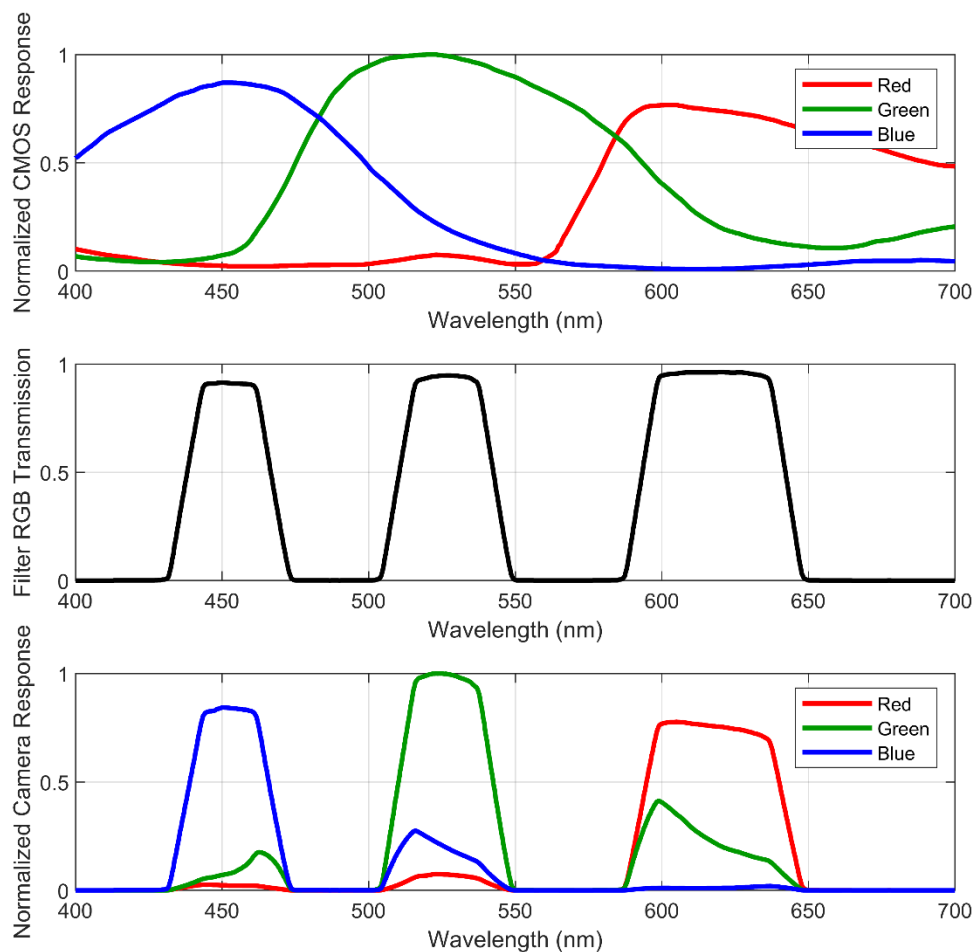 Normalized CMOS Response
1
0.5
0
Red
Green
Blue
400 450 500 550 600 650 700
Wavelength (nm)
Filter RGB Transmission
1
0.5
0
400 450 500 550 600 650 700
Wavelength (nm)
Normalized Camera Response
1
0.5
0
Red
Green
Blue
400 450 500 550 600 650 700
Wavelength (nm)